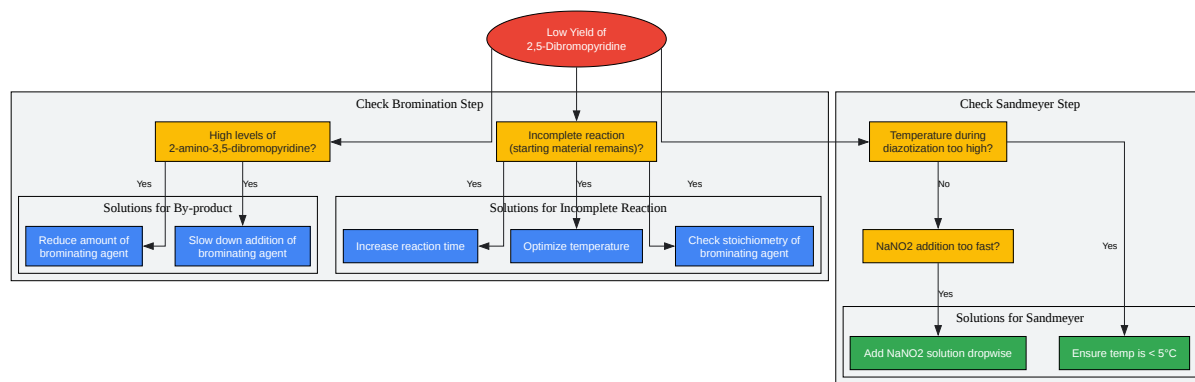 Low Yield of
2,5-Dibromopyridine
Check Bromination Step
Check Sandmeyer Step
High levels of
2-amino-3,5-dibromopyridine?
Incomplete reaction
(starting material remains)?
Temperature during
diazotization too high?
Yes
Yes
Yes
Yes
Yes
No
Solutions for By-product
Solutions for Incomplete Reaction
Reduce amount of
brominating agent
Slow down addition of
brominating agent
Increase reaction time
Optimize temperature
Check stoichiometry of
brominating agent
NaNO2 addition too fast?
Yes
Yes
Solutions for Sandmeyer
Add NaNO2 solution dropwise
Ensure temp is < 5°C